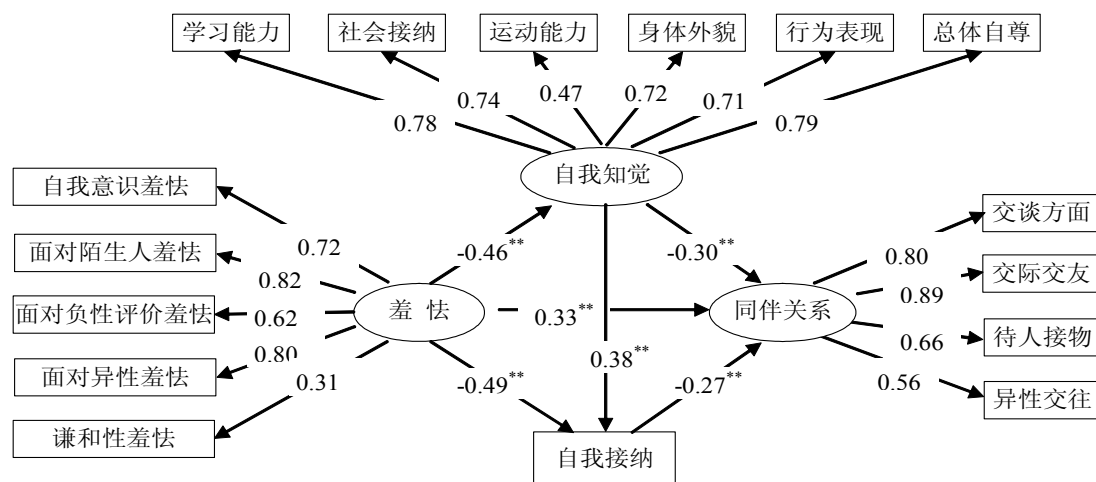 学习能力
社会接纳
运动能力
身体外貌
行为表现
总体自尊
0.78
0.74
0.47
0.72
0.71
0.79
自我知觉
自我意识羞怯
面对陌生人羞怯
面对负性评价羞怯
面对异性羞怯
谦和性羞怯
0.72
0.82
0.62
0.80
0.31
羞 怯
-0.46**
-0.30**
0.33**
0.38**
-0.49**
-0.27**
同伴关系
自我接纳
0.80
0.89
0.66
0.56
交谈方面
交际交友
待人接物
异性交往